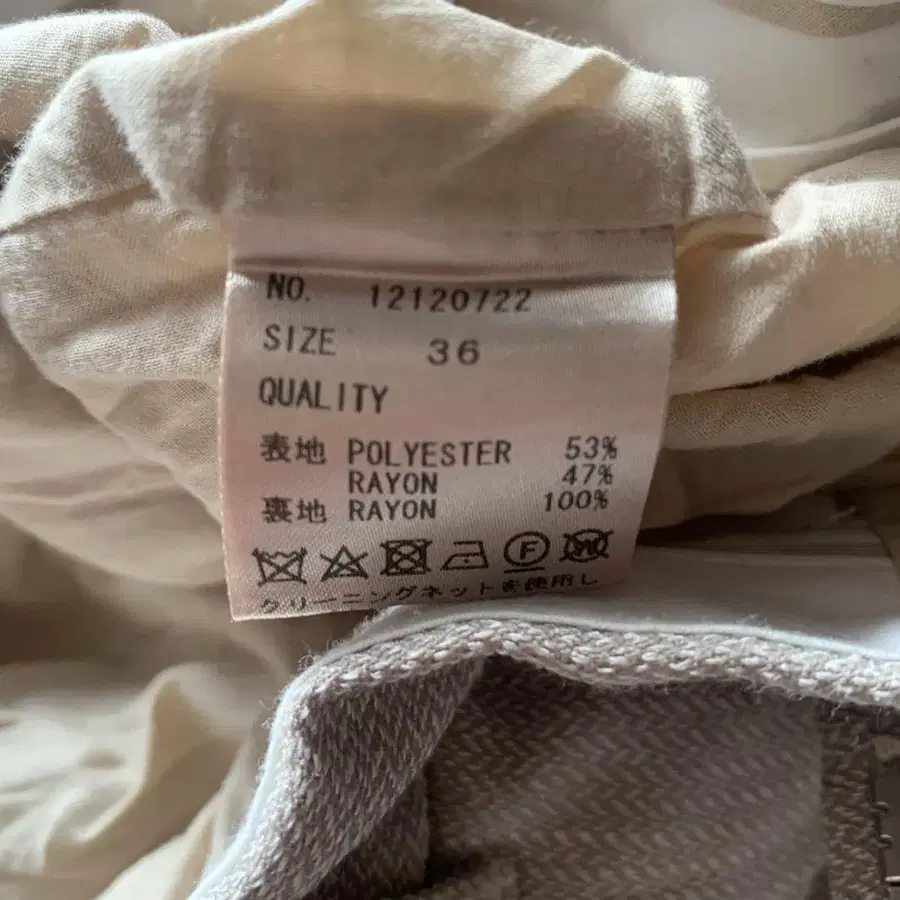 NO. 12120722
SIZE 36
QUALITY
表地 POLYESTER 53%
RAYON 47%
裏地 RAYON 100%
F W
クリーニングネットを使用し